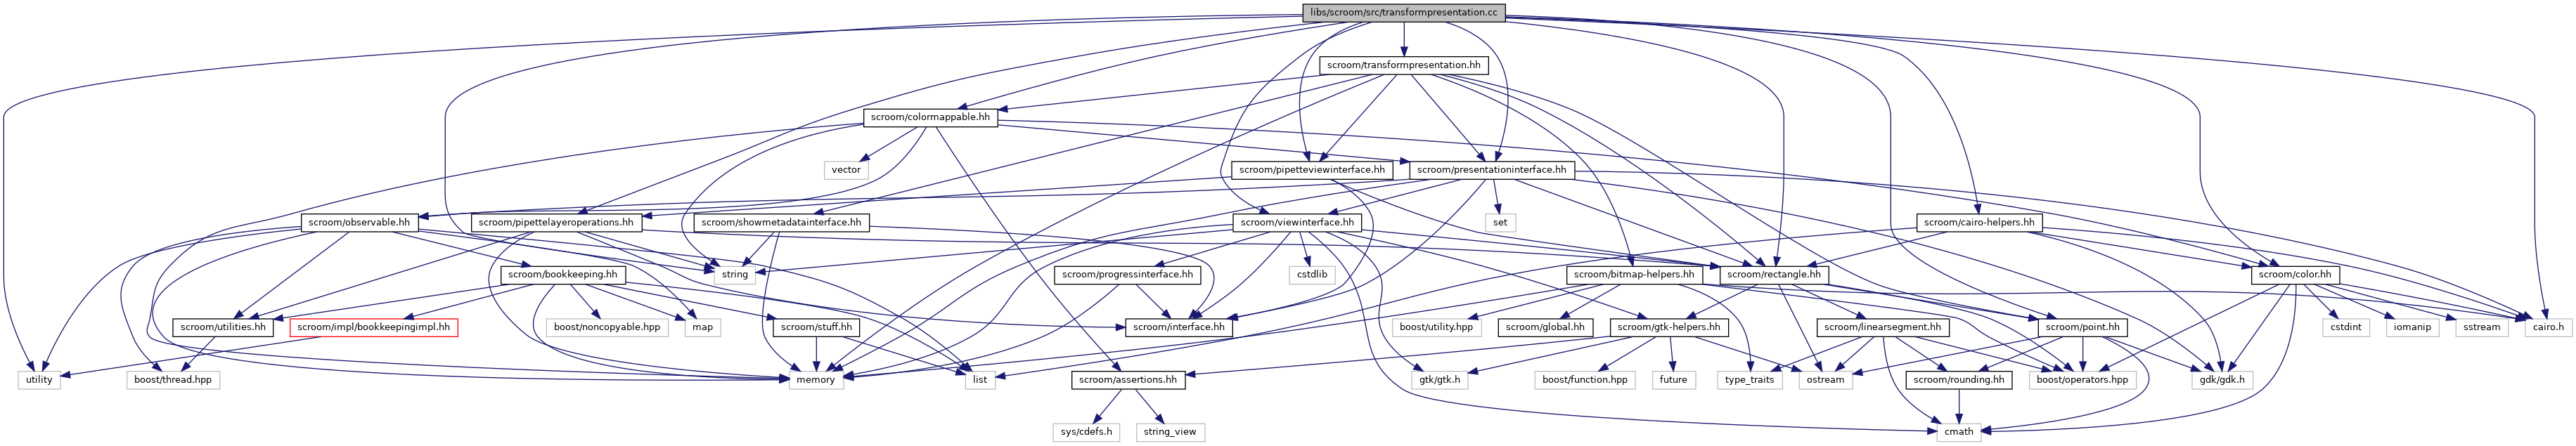 libs/scroom/src/transformpresentation.cc
scroom/transformpresentation.hh
scroom/colormappable.hh
vector
scroom/pipetteviewinterface.hh
scroom/presentationinterface.hh
scroom/observable.hh
scroom/pipettelayeroperations.hh
scroom/showmetadatainterface.hh
scroom/viewinterface.hh
set
scroom/cairo-helpers.hh
scroom/bookkeeping.hh
string
scroom/progressinterface.hh
cstdlib
scroom/bitmap-helpers.hh
scroom/rectangle.hh
scroom/color.hh
scroom/utilities.hh
scroom/impl/bookkeepingimpl.hh
boost/noncopyable.hpp
map
scroom/stuff.hh
scroom/interface.hh
boost/utility.hpp
scroom/global.hh
scroom/gtk-helpers.hh
scroom/linearsegment.hh
scroom/point.hh
cstdint
iomanip
sstream
cairo.h
utility
boost/thread.hpp
memory
list
scroom/assertions.hh
gtk/gtk.h
boost/function.hpp
future
type_traits
ostream
scroom/rounding.hh
boost/operators.hpp
gdk/gdk.h
sys/cdefs.h
string_view
cmath